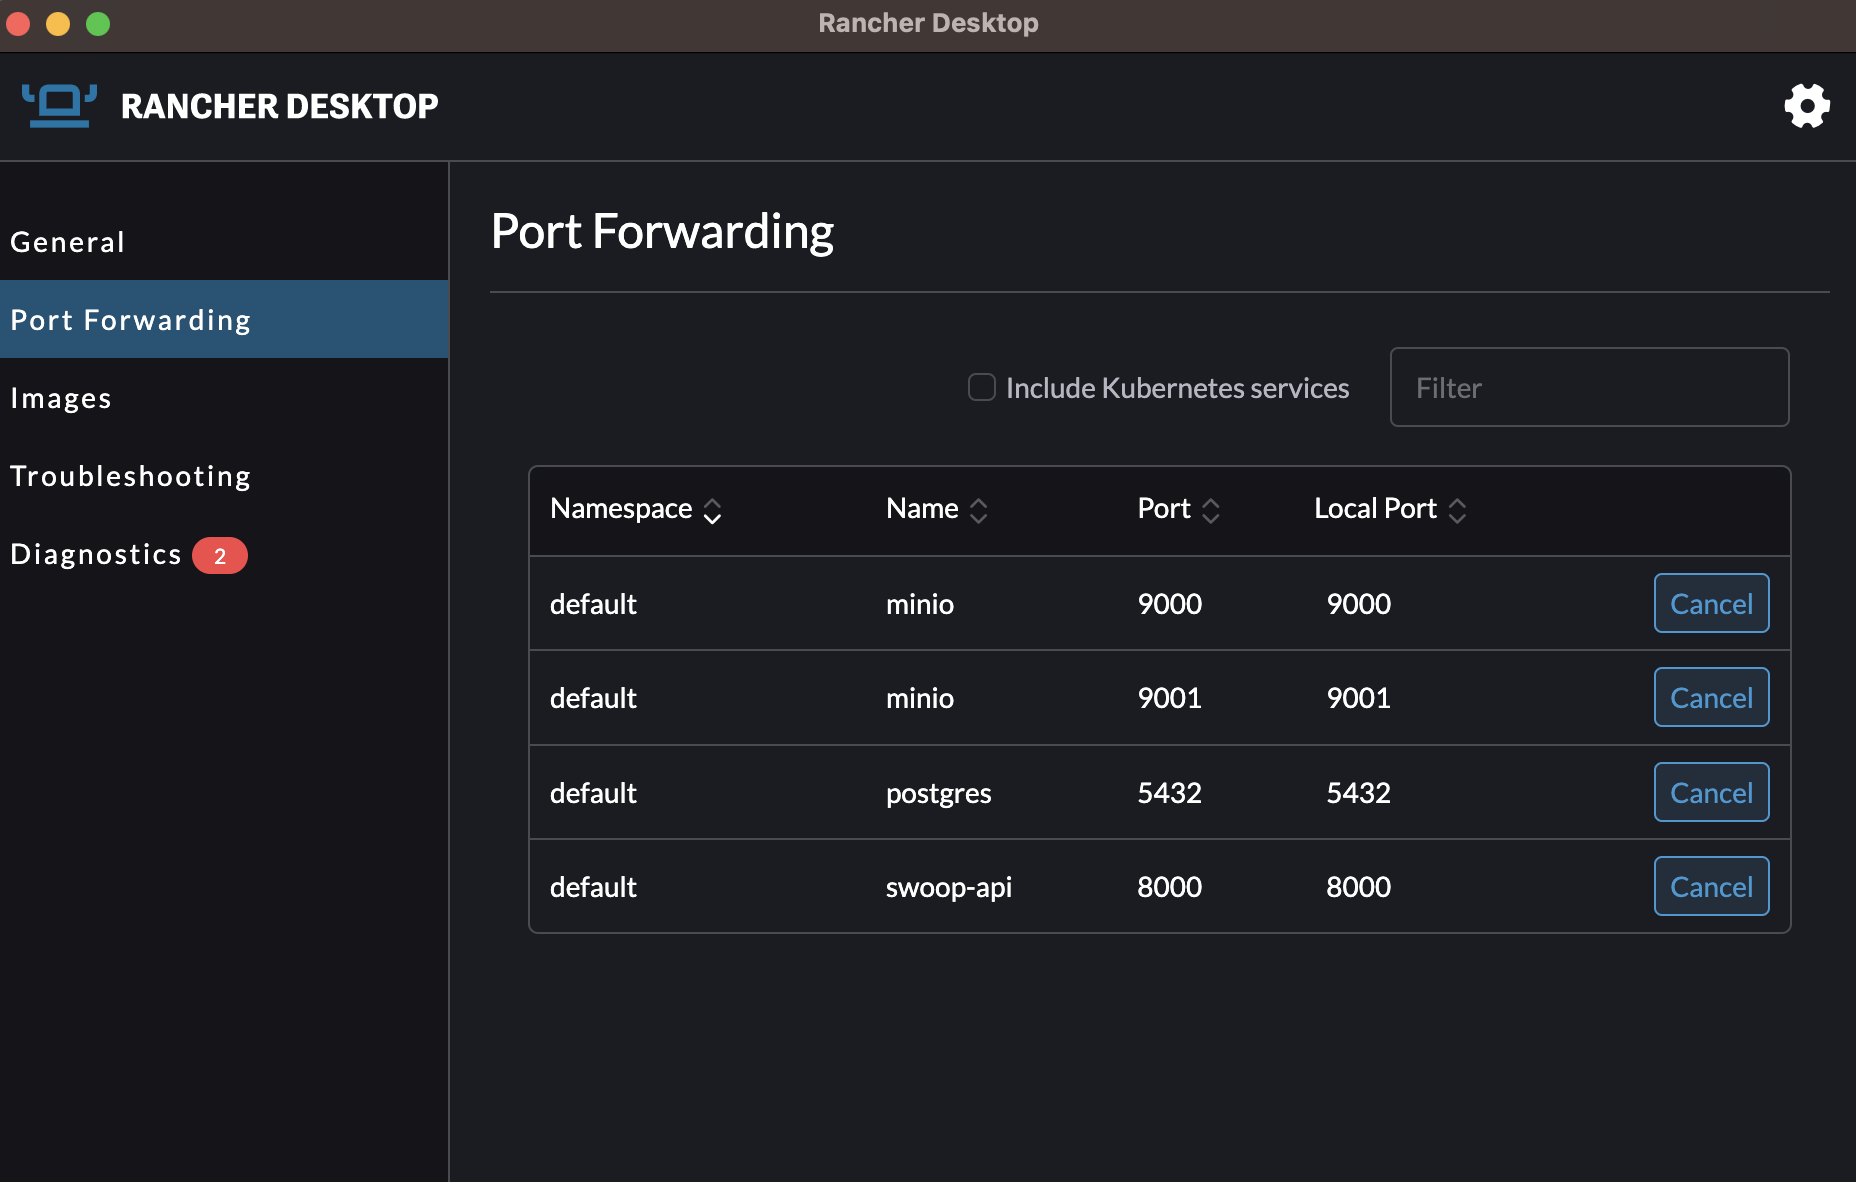 Rancher Desktop
RANCHER DESKTOP
General
Port Forwarding
Images
Troubleshooting
Diagnostics 2
Port Forwarding
Include Kubernetes services Filter
Namespace Name Port Local Port
default minio 9000 9000 Cancel
default minio 9001 9001 Cancel
default postgres 5432 5432 Cancel
default swoop-api 8000 8000 Cancel